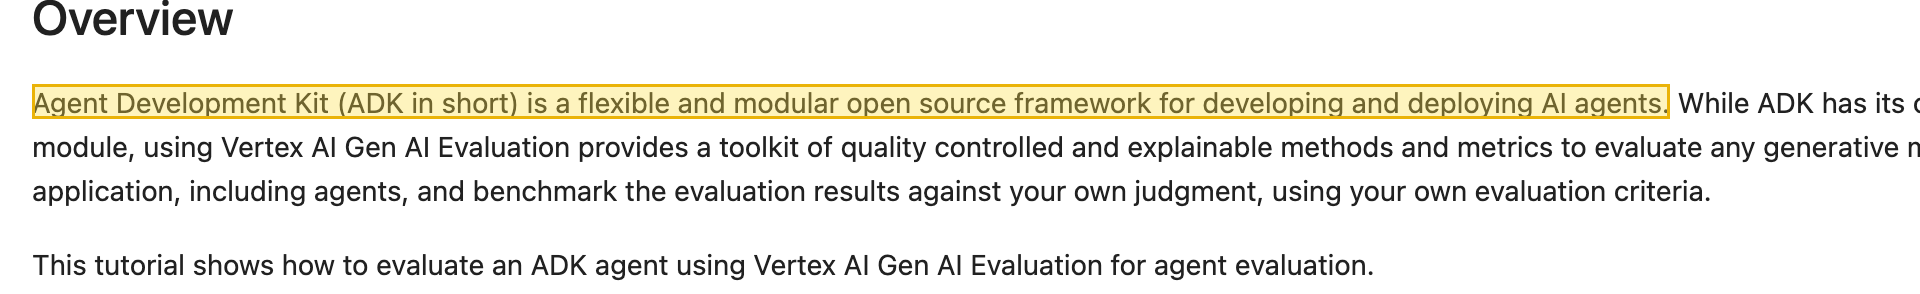 Overview
Agent Development Kit (ADK in short) is a flexible and modular open source framework for developing and deploying AI agents. While ADK has its
module, using Vertex AI Gen AI Evaluation provides a toolkit of quality controlled and explainable methods and metrics to evaluate any generative
application, including agents, and benchmark the evaluation results against your own judgment, using your own evaluation criteria.
This tutorial shows how to evaluate an ADK agent using Vertex AI Gen AI Evaluation for agent evaluation.